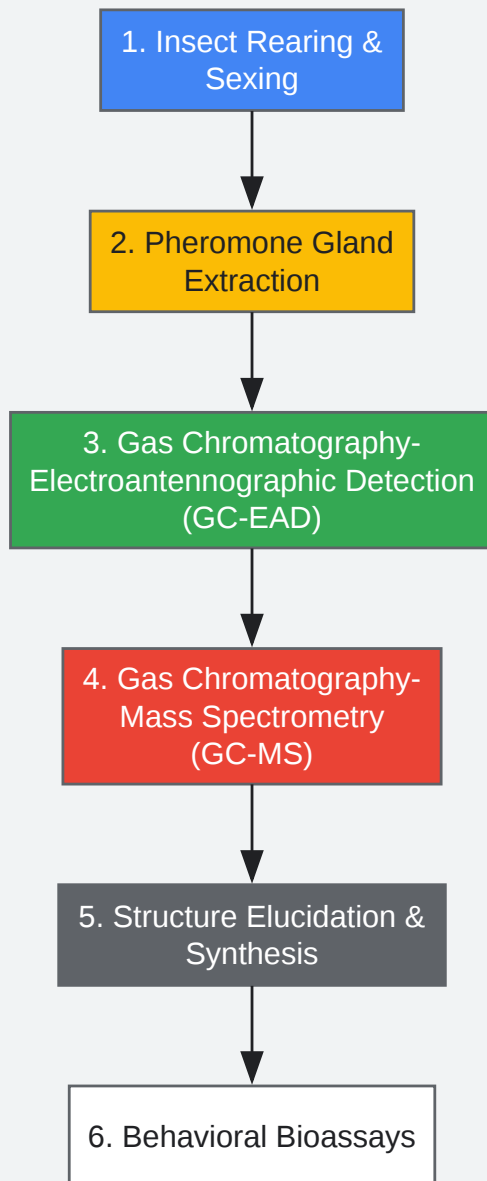 1. Insect Rearing &
Sexing
2. Pheromone Gland
Extraction
3. Gas Chromatography-
Electroantennographic Detection
(GC-EAD)
4. Gas Chromatography-
Mass Spectrometry
(GC-MS)
5. Structure Elucidation &
Synthesis
6. Behavioral Bioassays